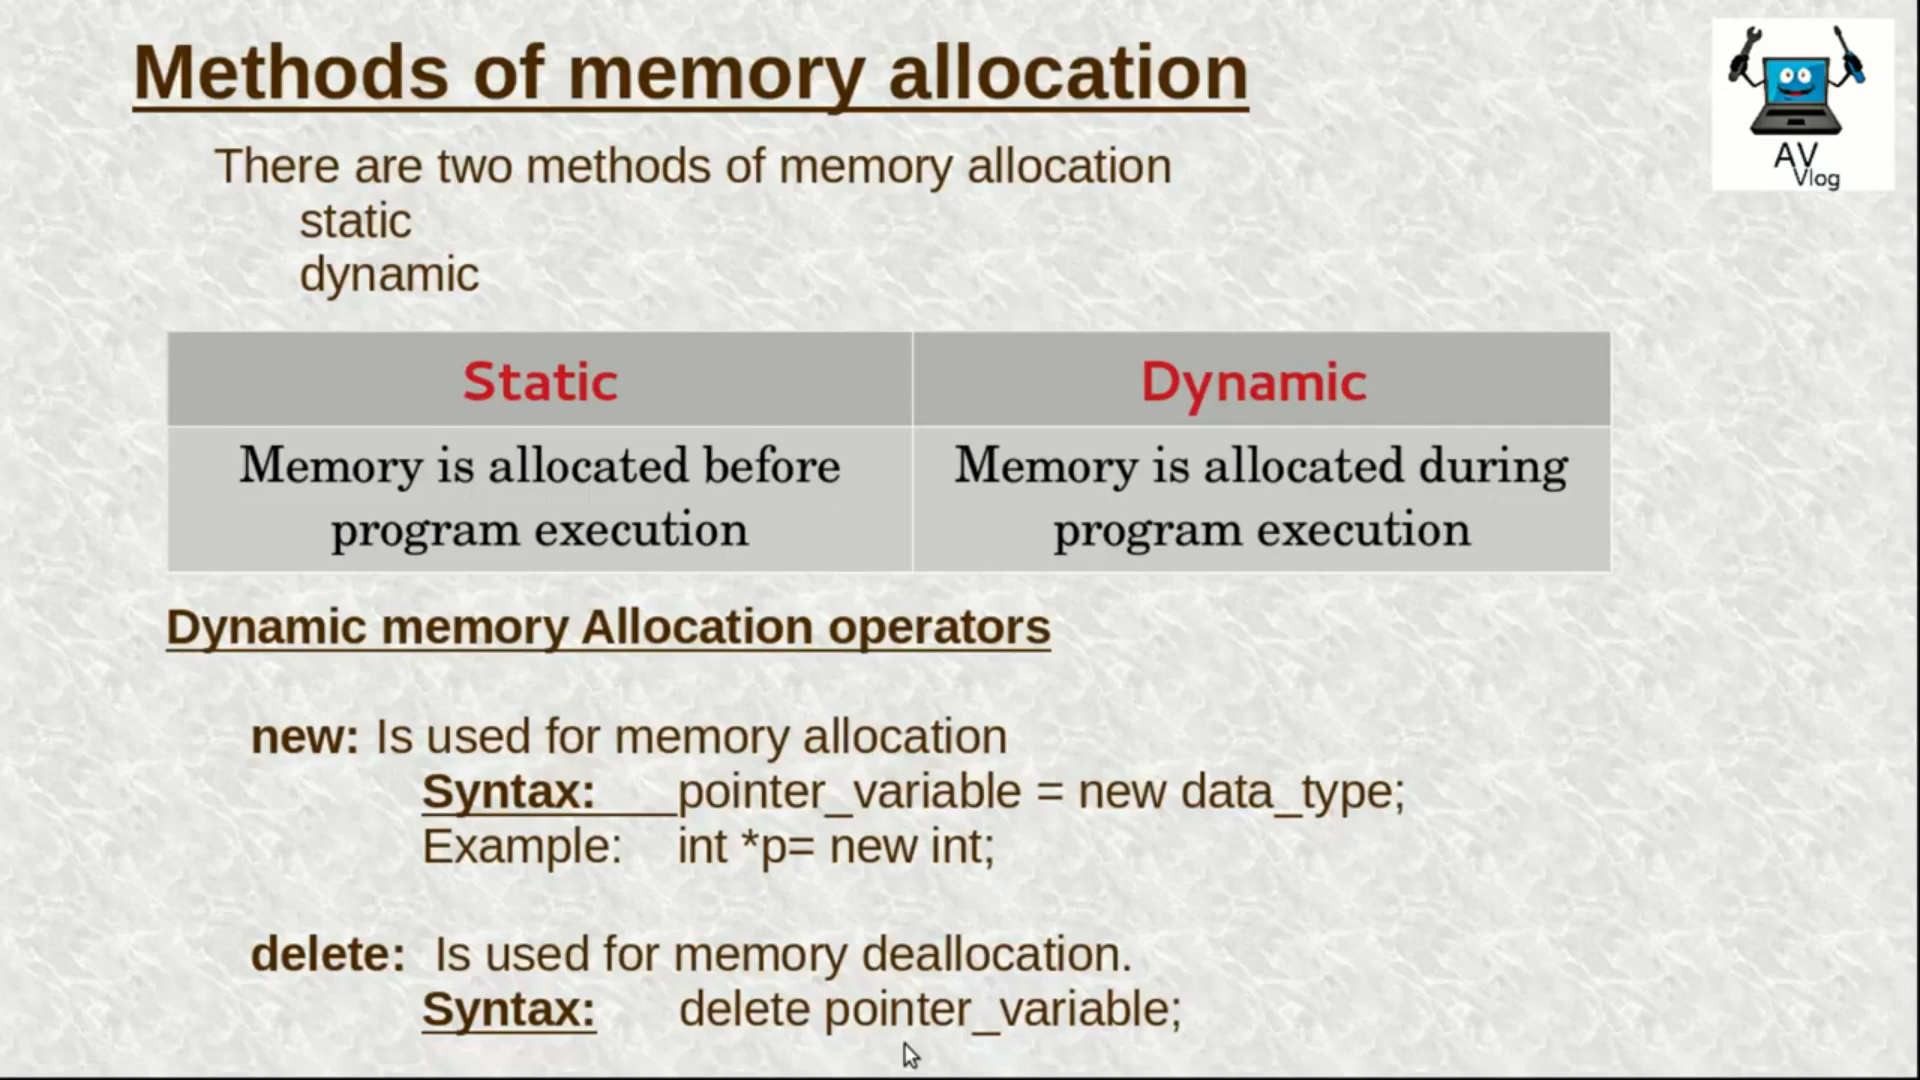 Methods of memory allocation
AV
Vlog
There are two methods of memory allocation
static
dynamic
Static
Dynamic
Memory is allocated before
program execution
Memory is allocated during
program execution
Dynamic memory Allocation operators
new: Is used for memory allocation
Syntax: pointer_variable = new data_type;
Example: int *p= new int;
delete: Is used for memory deallocation.
Syntax: delete pointer_variable;